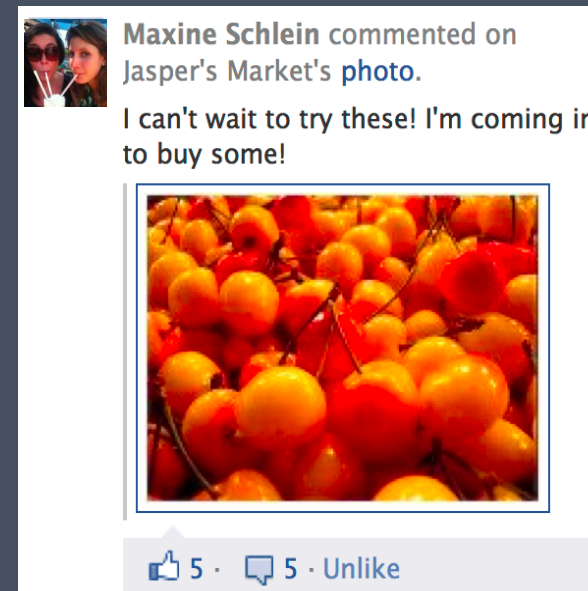 Maxine Schlein commented on
Jasper's Market's photo.
I can't wait to try these! I'm coming in
to buy some!
5 · 5 · Unlike